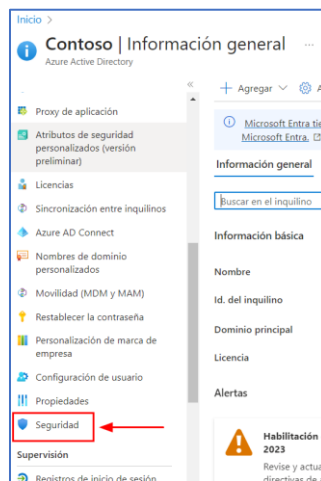 Inicio >
Contoso | Información general ...
Azure Active Directory
«
Agregar
Proxy de aplicación
Atributos de seguridad
personalizados (versión
preliminar)
Licencias
Sincronización entre inquilinos
Azure AD Connect
Nombres de dominio
personalizados
Movilidad (MDM y MAM)
Restablecer la contraseña
Personalización de marca de
empresa
Configuración de usuario
Propiedades
Seguridad
Supervisión
Registros de inicio de sesión
Microsoft Entra
Microsoft Entra.
Información general
Buscar en el inquilino
Información básica
Nombre
Id. del inquilino
Dominio principal
Licencia
Alertas
Habilitación
2023
Revise y
directivas de